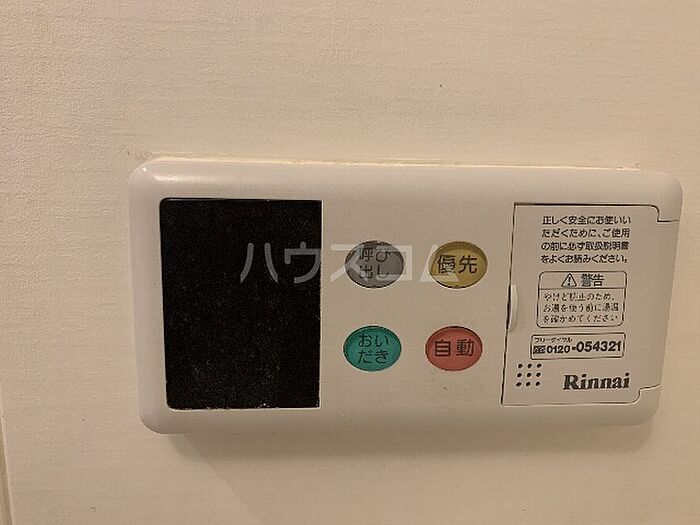 呼び
出し
優先
おい
だき
自動
正しく安全にお使いい
ただくために、ご使用
の前に必ず取扱説明書
をよくお読みください。
警告
やけど防止のため、
お湯を使う前に湯温
を確かめてください
フリーダイヤル
0120-054321
Rinnai
ハウスコム